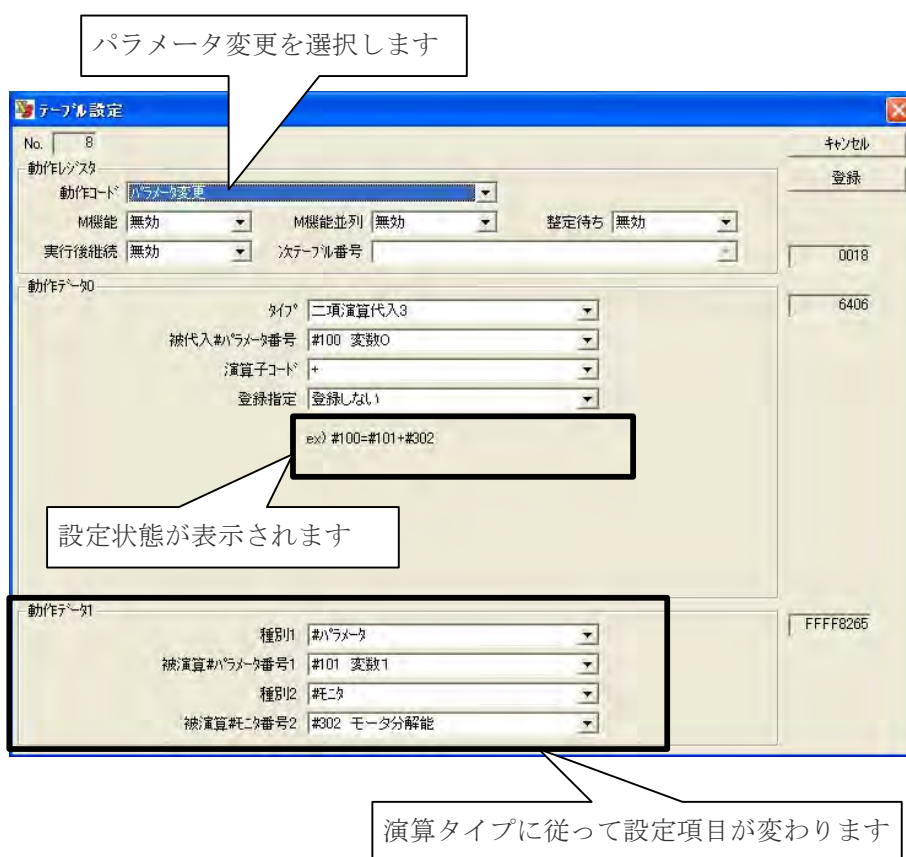 パラメータ変更を選択します
テーブル設定
No. 8
キャンセル
動作レジスタ
登録
動作コード パラメータ変更
M機能 無効 M機能並列 無効 整定待ち 無効
実行後継続 無効 次テーブル番号
0018
動作データ0
6406
タイプ 二項演算代入3
被代入#パラメータ番号 #100 変数0
演算子コード +
登録指定 登録しない
ex) #100=#101+#302
設定状態が表示されます
動作データ1
FFFF8265
種別1 #パラメータ
被演算#パラメータ番号1 #101 変数1
種別2 #モニタ
被演算#モニタ番号2 #302 モータ分解能
演算タイプに従って設定項目が変わります